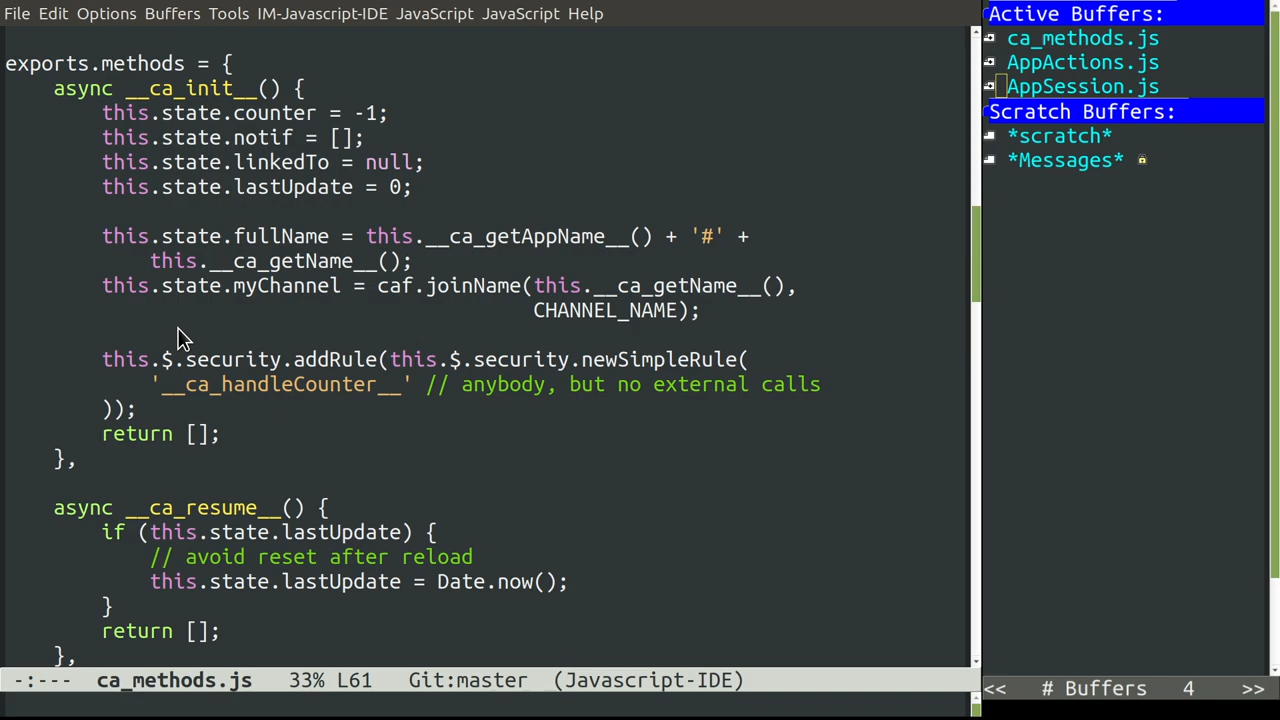 File Edit Options Buffers Tools IM-Javascript-IDE JavaScript JavaScript Help
exports.methods = {
    async __ca_init__() {
        this.state.counter = -1;
        this.state.notif = [];
        this.state.linkedTo = null;
        this.state.lastUpdate = 0;
        this.state.fullName = this.__ca_getAppName__() + '#' +
            this.__ca_getName__();
        this.state.myChannel = caf.joinName(this.__ca_getName__(),
                                            CHANNEL_NAME);
        this.$.security.addRule(this.$.security.newSimpleRule(
            '__ca_handleCounter__' // anybody, but no external calls
        ));
        return [];
    },
    async __ca_resume__() {
        if (this.state.lastUpdate) {
            // avoid reset after reload
            this.state.lastUpdate = Date.now();
        }
        return [];
    },
-:--- ca_methods.js 33% L61 Git:master (Javascript-IDE)
Active Buffers:
ca_methods.js
AppActions.js
AppSession.js
Scratch Buffers:
*scratch*
*Messages*
<< # Buffers 4 >>